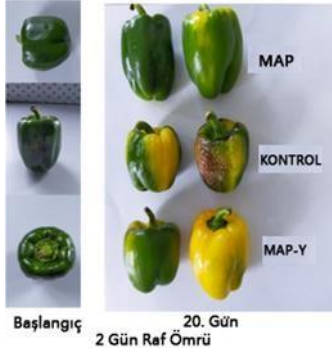 MAP
KONTROL
MAP-Y
Başlangıç
20. Gün
2 Gün Raf Ömrü